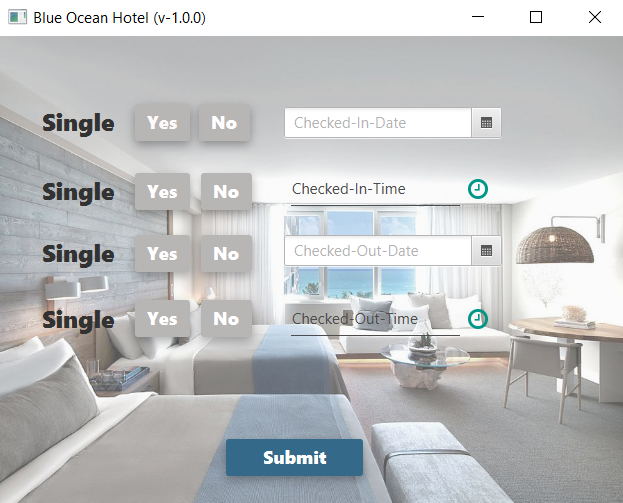 Blue Ocean Hotel (v-1.0.0)
Single Yes No Checked-In-Date
Single Yes No Checked-In-Time
Single Yes No Checked-Out-Date
Single Yes No Checked-Out-Time
Submit